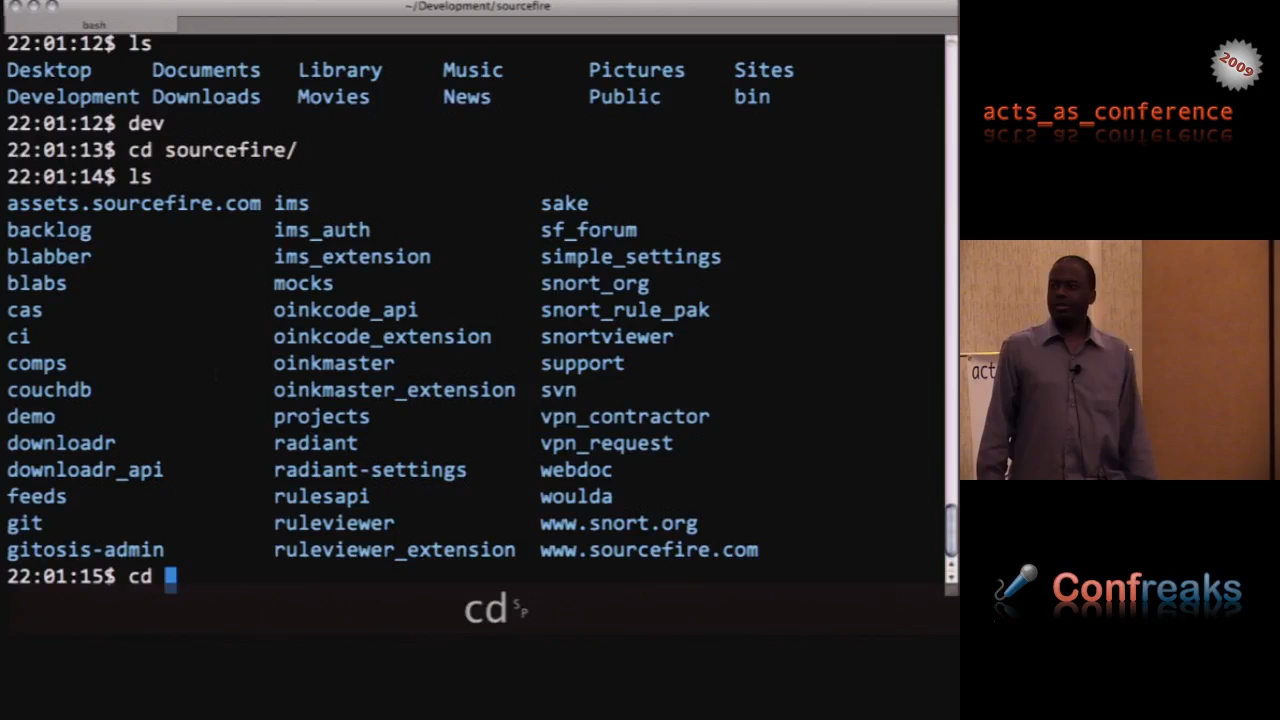 ~/Development/sourcefire
bash
22:01:12$ ls
Desktop Documents Library Music Pictures Sites
Development Downloads Movies News Public bin
22:01:12$ dev
22:01:13$ cd sourcefire/
22:01:14$ ls
assets.sourcefire.com ims sake
backlog ims_auth sf_forum
blabber ims_extension simple_settings
blabs mocks snort_org
cas oinkcode_api snort_rule_pak
ci oinkcode_extension snortviewer
comps oinkmaster support
couchdb oinkmaster_extension svn
demo projects vpn_contractor
downloadr radiant vpn_request
downloadr_api radiant-settings webdoc
feeds rulesapi woulda
git ruleviewer www.snort.org
gitosis-admin ruleviewer_extension www.sourcefire.com
22:01:15$ cd
cd SP
2009
acts_as_conference
act
Confreaks